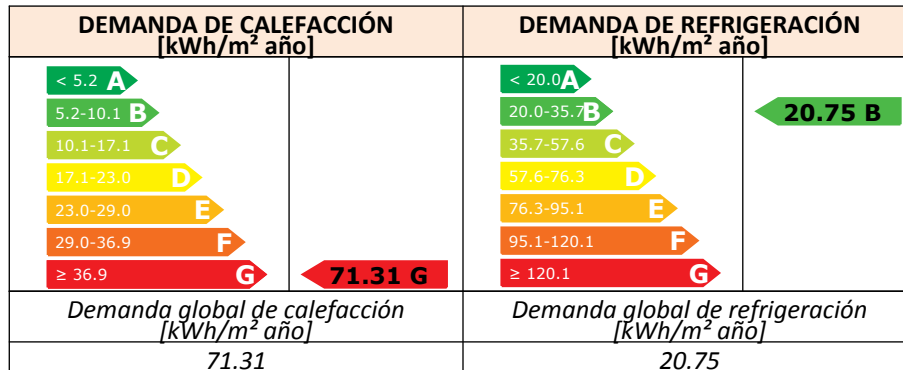 DEMANDA DE CALEFACCIÓN
[kWh/m² año]
DEMANDA DE REFRIGERACIÓN
[kWh/m² año]
< 5.2 A
5.2-10.1 B
10.1-17.1 C
17.1-23.0 D
23.0-29.0 E
29.0-36.9 F
≥ 36.9 G
71.31 G
< 20.0 A
20.0-35.7 B
35.7-57.6 C
57.6-76.3 D
76.3-95.1 E
95.1-120.1 F
≥ 120.1 G
20.75 B
Demanda global de calefacción
[kWh/m² año]
Demanda global de refrigeración
[kWh/m² año]
71.31
20.75